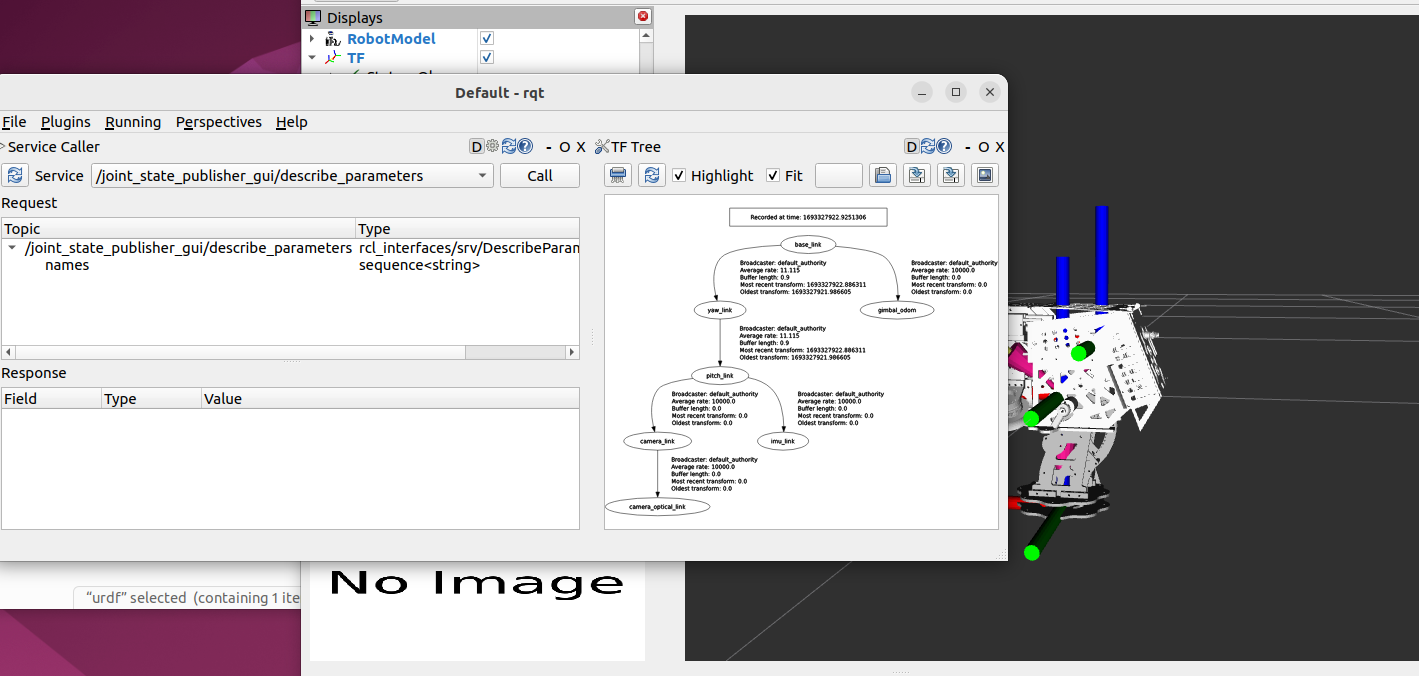 Displays
RobotModel
TF
Default - rqt
File Plugins Running Perspectives Help
Service Caller
D - O X
TF Tree
D - O X
Service /joint_state_publisher_gui/describe_parameters Call
Highlight Fit
Request
Topic Type
/joint_state_publisher_gui/describe_parameters rcl_interfaces/srv/DescribeParan
names sequence<string>
Response
Field Type Value
Recorded at time: 1693327922.9251306
base_link
Broadcaster: default_authority
Average rate: 11.115
Buffer length: 0.9
Most recent transform: 1693327922.886311
Oldest transform: 1693327921.986605
Broadcaster: default_authority
Average rate: 10000.0
Buffer length: 0.0
Most recent transform: 0.0
Oldest transform: 0.0
yaw_link
gimbal_odom
Broadcaster: default_authority
Average rate: 11.115
Buffer length: 0.9
Most recent transform: 1693327922.886311
Oldest transform: 1693327921.986605
pitch_link
Broadcaster: default_authority
Average rate: 10000.0
Buffer length: 0.0
Most recent transform: 0.0
Oldest transform: 0.0
Broadcaster: default_authority
Average rate: 10000.0
Buffer length: 0.0
Most recent transform: 0.0
Oldest transform: 0.0
camera_link
imu_link
Broadcaster: default_authority
Average rate: 10000.0
Buffer length: 0.0
Most recent transform: 0.0
Oldest transform: 0.0
camera_optical_link
No Image
“urdf” selected (containing 1 ite